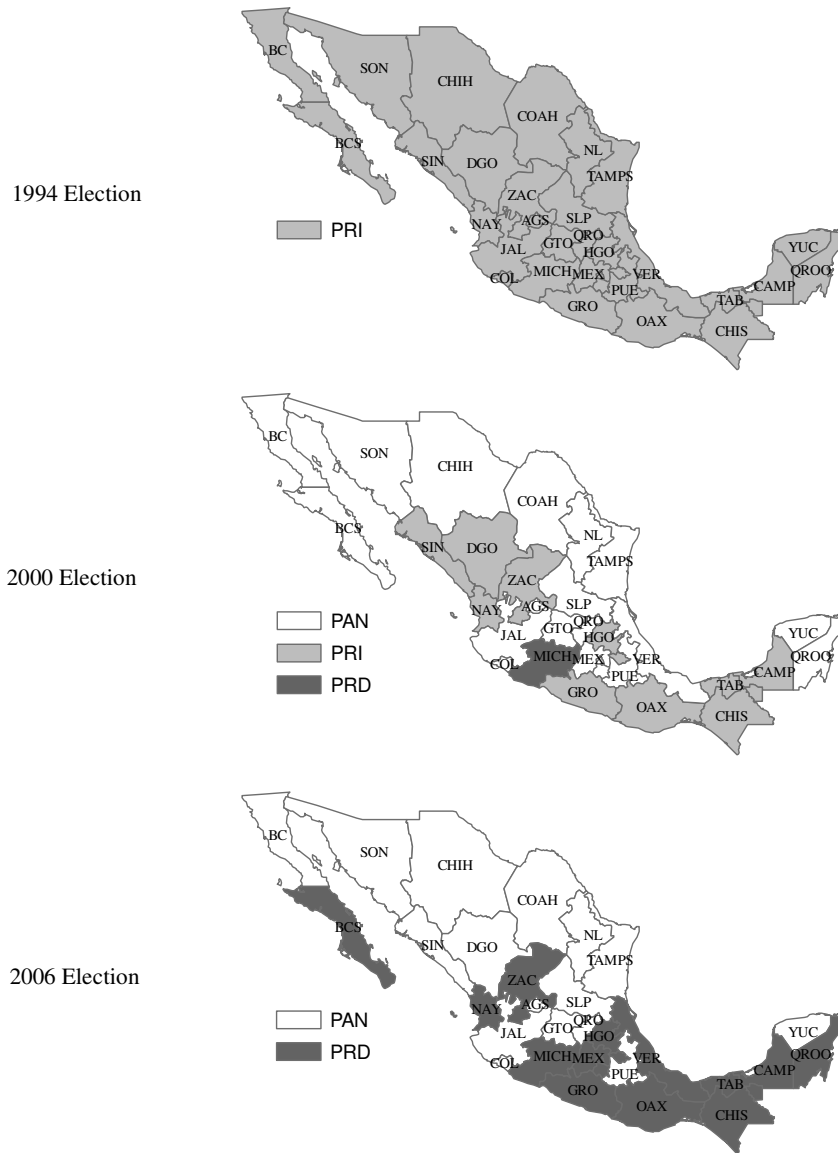 1994 Election
BC
SON
CHIH
COAH
BCS
NL
SIN
DGO
TAMPS
ZAC
NAY
AGS
SLP
JAL
GTO
QRO
HGO
COL
MICH
MEX
VER
PUE
GRO
OAX
YUC
QROO
CAMP
TAB
CHIS
PRI
2000 Election
BC
SON
CHIH
COAH
BCS
NL
SIN
DGO
TAMPS
ZAC
NAY
AGS
SLP
JAL
GTO
QRO
HGO
COL
MICH
MEX
VER
PUE
GRO
OAX
YUC
QROO
CAMP
TAB
CHIS
PAN
PRI
PRD
2006 Election
BC
SON
CHIH
COAH
BCS
NL
SIN
DGO
TAMPS
ZAC
NAY
AGS
SLP
JAL
GTO
QRO
HGO
COL
MICH
MEX
VER
PUE
GRO
OAX
YUC
QROO
CAMP
TAB
CHIS
PAN
PRD